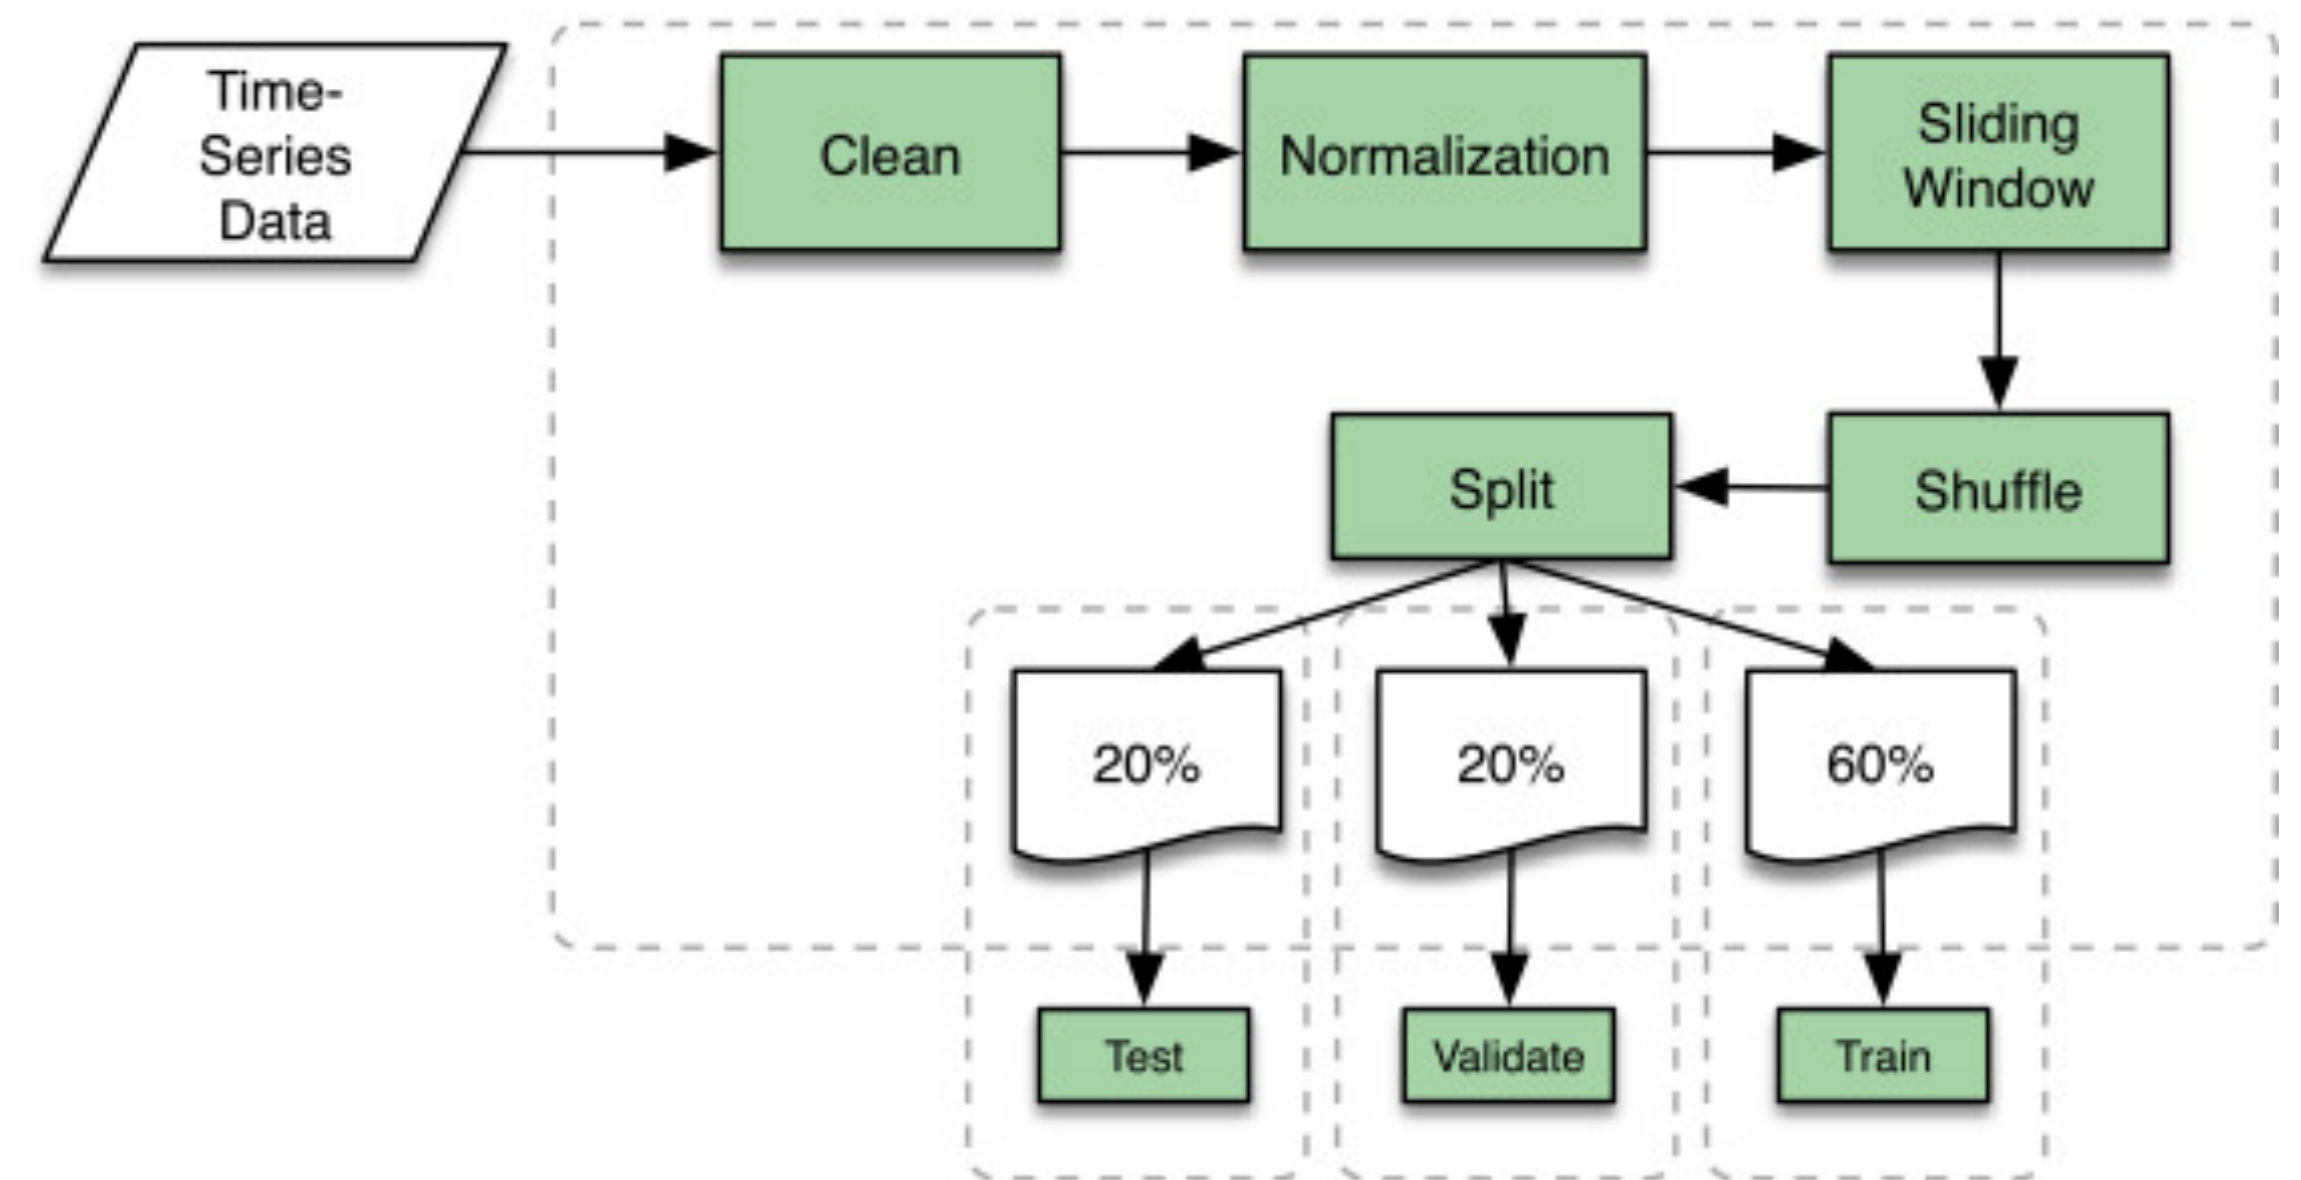 Time-
Series
Data
Clean
Normalization
Sliding
Window
Split
Shuffle
20%
20%
60%
Test
Validate
Train